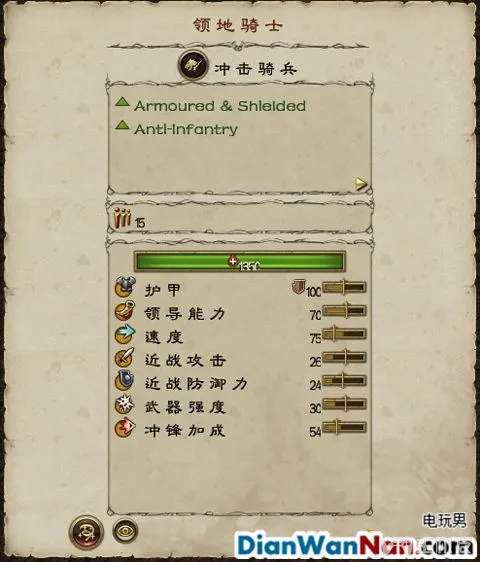 领地骑士
冲击骑兵
Armoured & Shielded
Anti-Infantry
15
1350
护甲 100
领导能力 70
速度 75
近战攻击 26
近战防御力 24
武器强度 30
冲锋加成 54
电玩男
DianWanNan.com